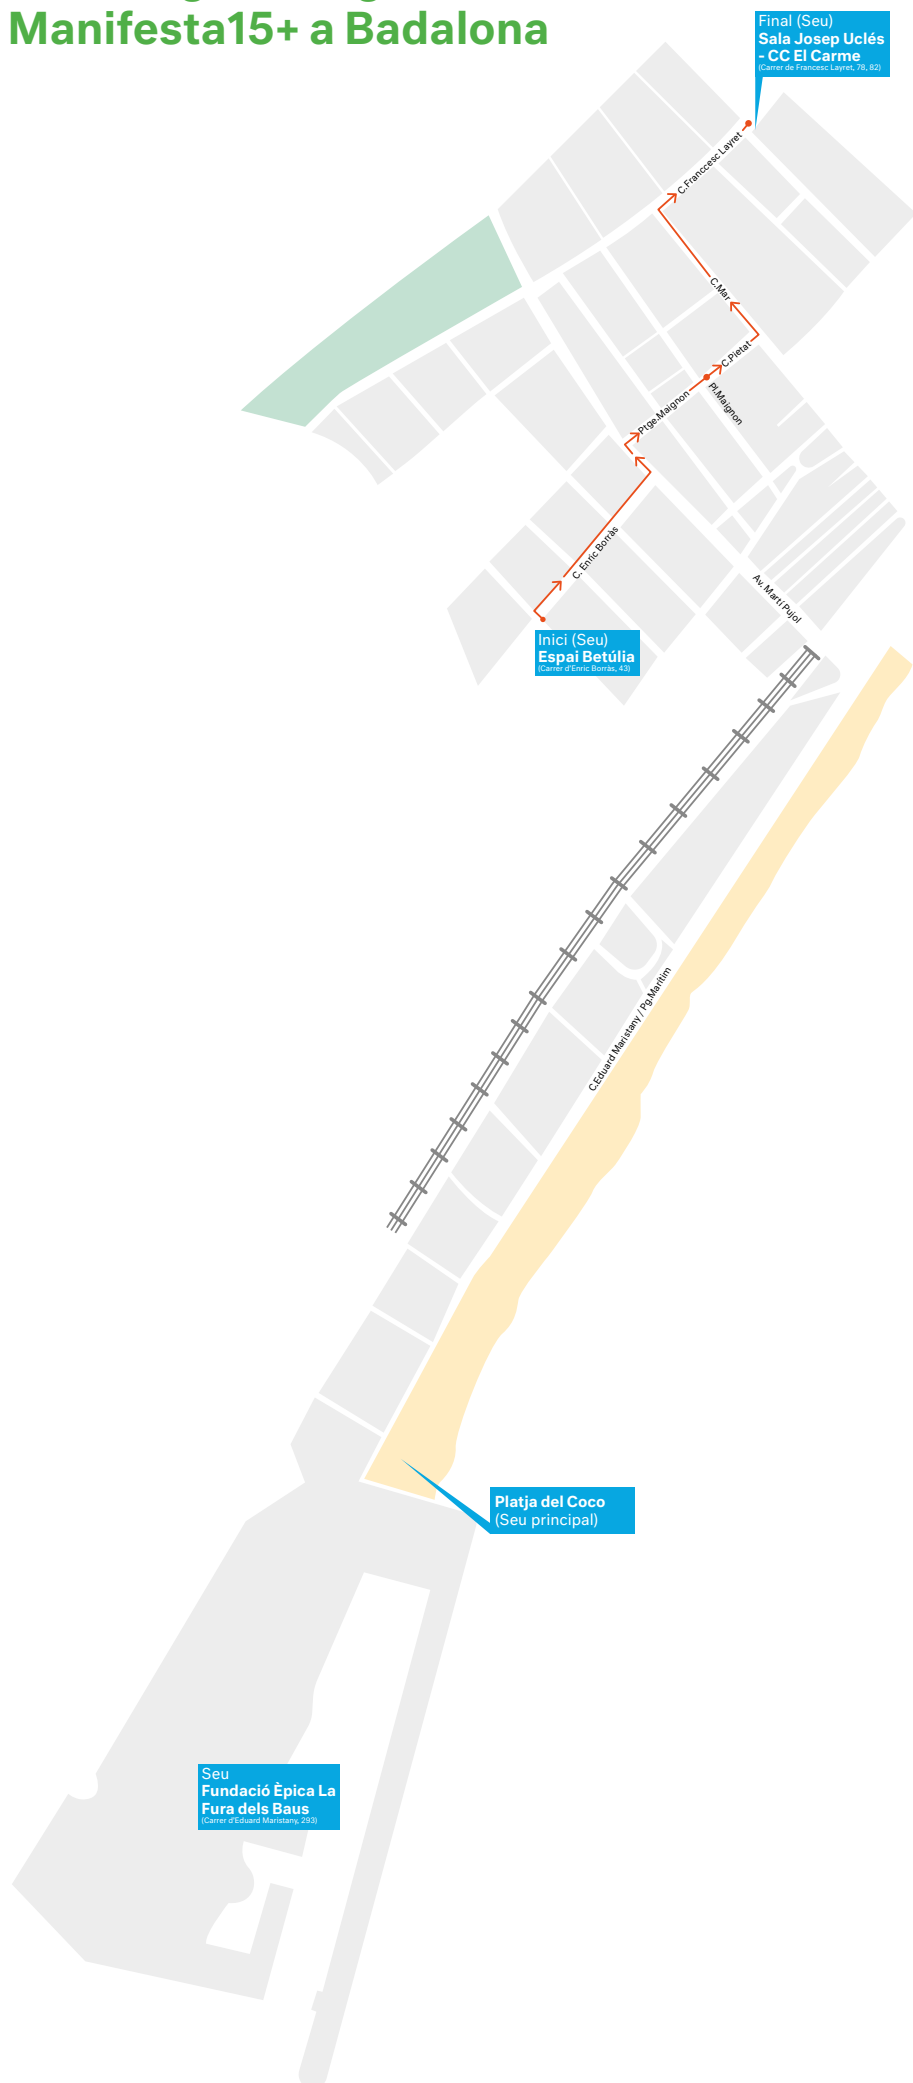 Manifesta15+ a Badalona
Final (Seu)
Sala Josep Uclés
- CC El Carme
(Carrer de Francesc Layret, 78, 82)
C.Franccesc Layret
C.Mar
C.Pietat
Pl.Maignon
Ptge.Maignon
C. Enric Borràs
Av. Martí Pujol
Inici (Seu)
Espai Betúlia
(Carrer d'Enric Borràs, 43)
C.Eduard Maristany / Pg.Marítim
Platja del Coco
(Seu principal)
Seu
Fundació Èpica La
Fura dels Baus
(Carrer d'Eduard Maristany, 293)